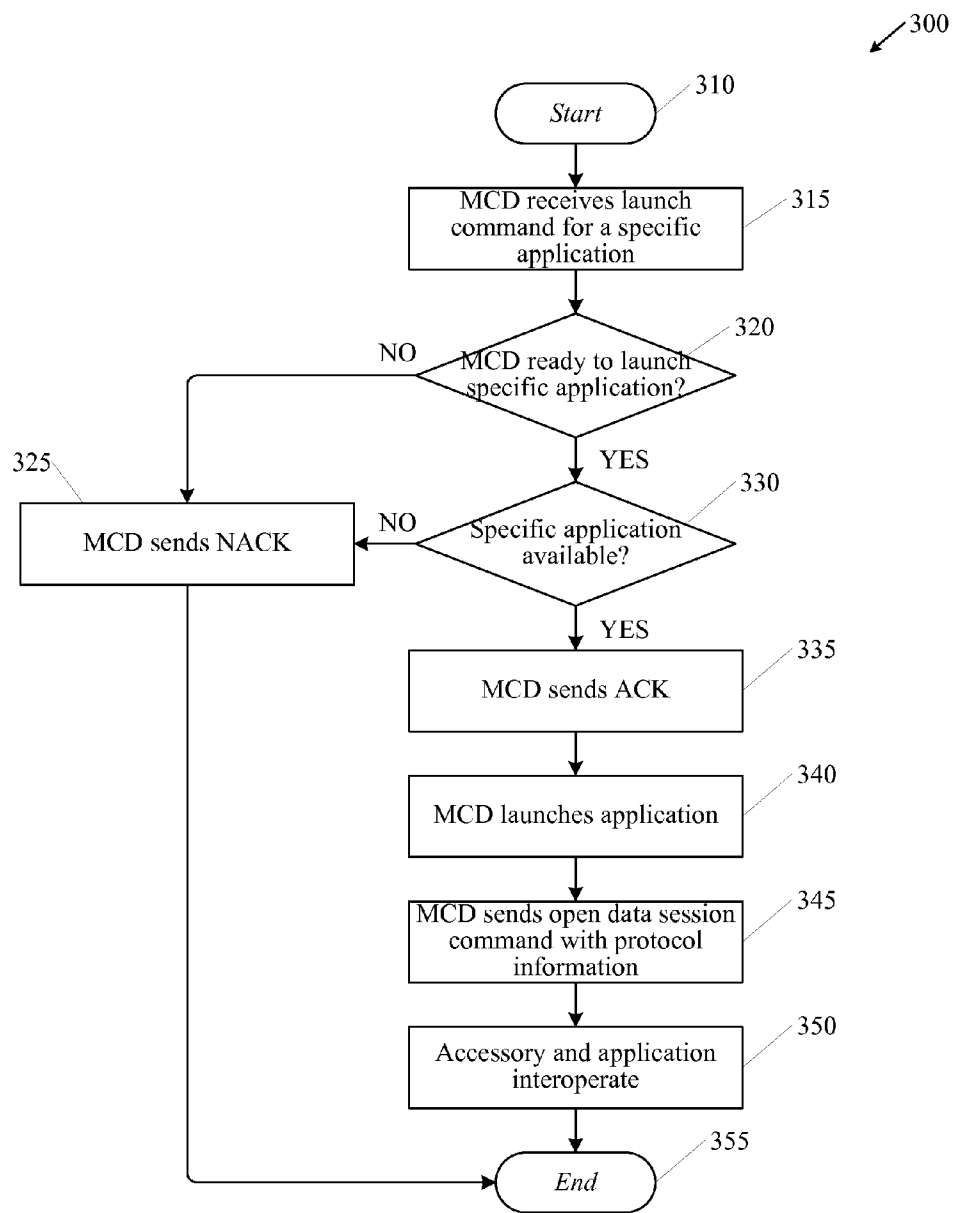 300
310
Start
315
MCD receives launch
command for a specific
application
320
NO
MCD ready to launch
specific application?
YES
325
330
NO
MCD sends NACK
Specific application
available?
YES
335
MCD sends ACK
340
MCD launches application
345
MCD sends open data session
command with protocol
information
350
Accessory and application
interoperate
355
End